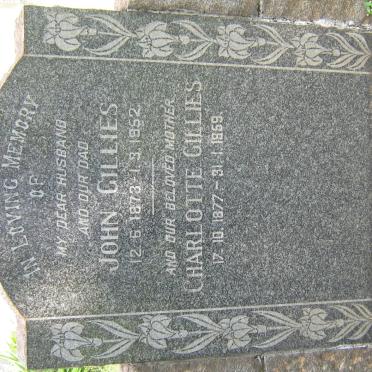 IN LOVING MEMORY
OF
MY DEAR HUSBAND
AND OUR DAD
JOHN GILLIES
12.6.1873-1.3.1952.
AND OUR BELOVED MOTHER
CHARLOTTE GILLIES
17.10.1877-31.1.1959.